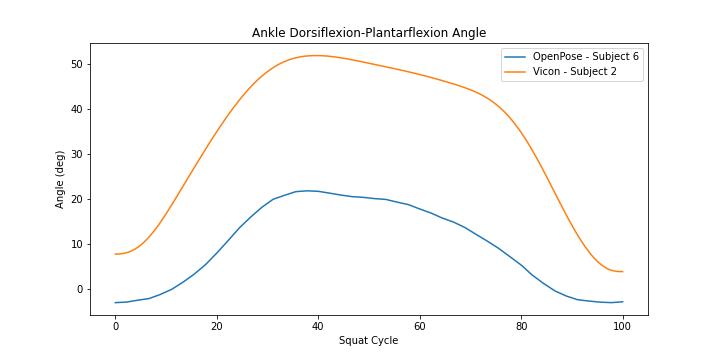 Ankle Dorsiflexion-Plantarflexion Angle
OpenPose - Subject 6
Vicon - Subject 2
Angle (deg)
50
40
30
20
10
0
0 20 40 60 80 100
Squat Cycle